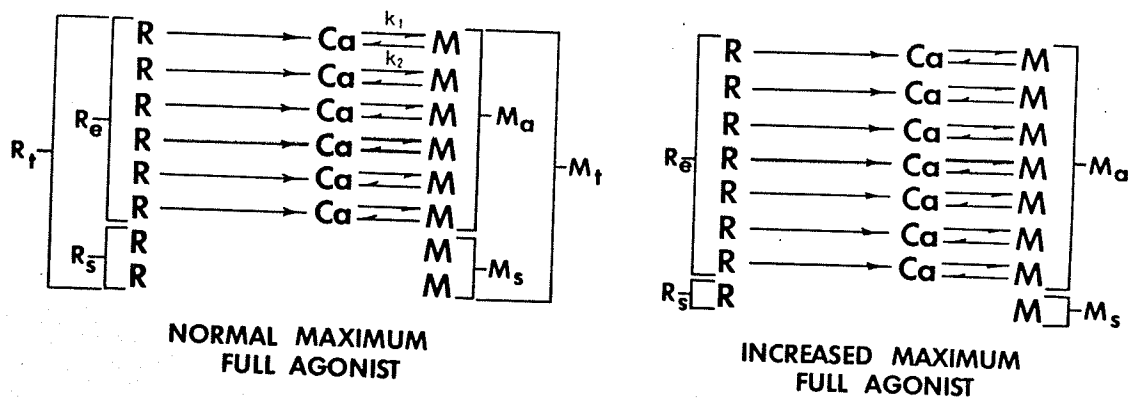 R Ca k₁ M
R Ca k₂ M
R Ca M
Re Ma
R Ca M
Rt Mt
R Ca M
R Ca M
R M
Rs Ms
R M
NORMAL MAXIMUM
FULL AGONIST
R Ca M
R Ca M
R Ca M
Re R Ca M Ma
R Ca M
R Ca M
R Ca M
Rs R M Ms
INCREASED MAXIMUM
FULL AGONIST